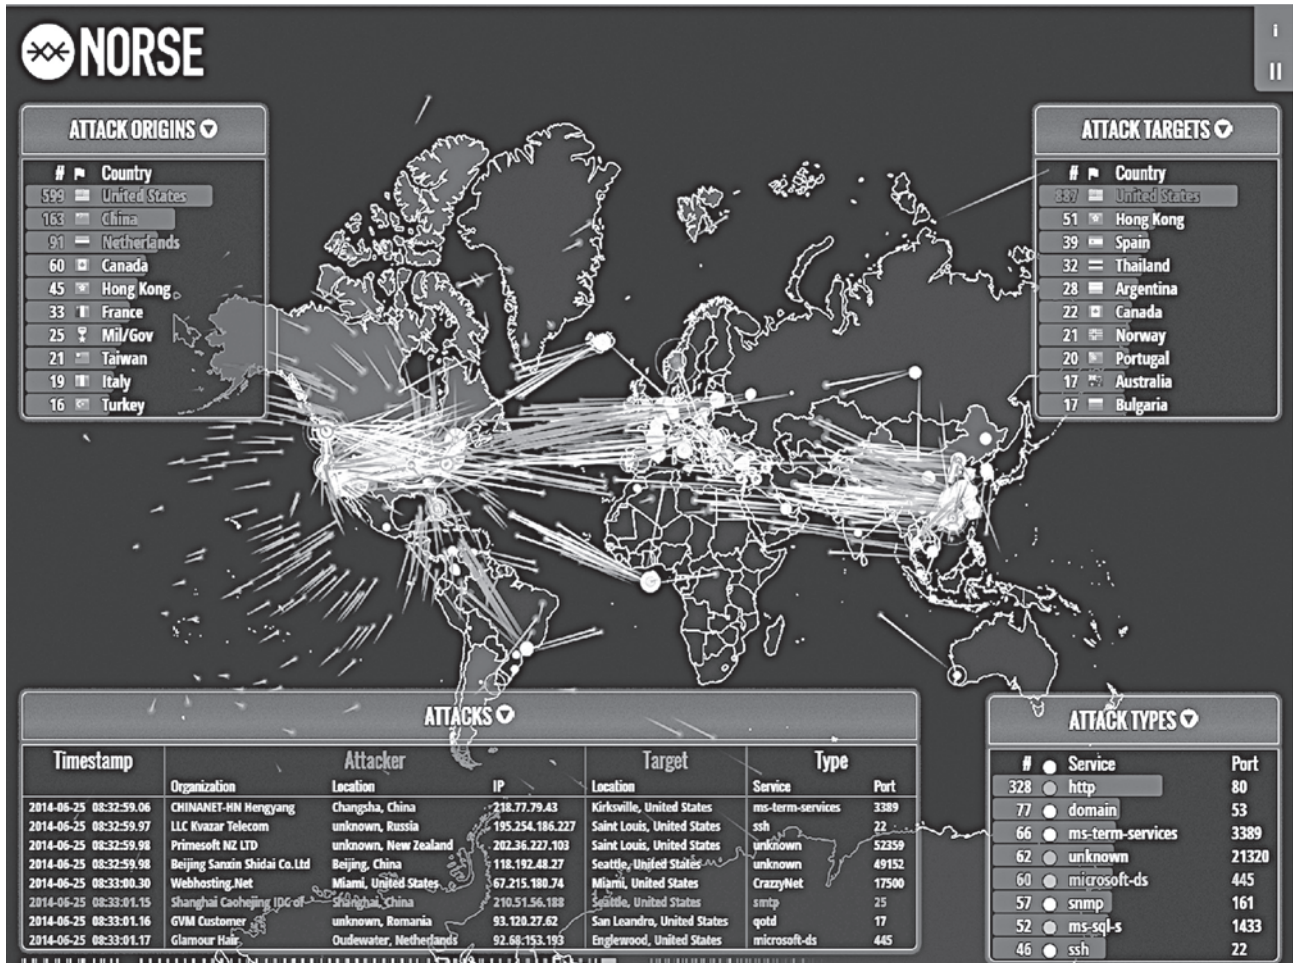 NORSE
i
ATTACK ORIGINS
# Country
599 United States
163 China
91 Netherlands
60 Canada
45 Hong Kong
33 France
25 Mil/Gov
21 Taiwan
19 Italy
16 Turkey
ATTACK TARGETS
# Country
887 United States
51 Hong Kong
39 Spain
32 Thailand
28 Argentina
22 Canada
21 Norway
20 Portugal
17 Australia
17 Bulgaria
ATTACKS
Timestamp Attacker Target Type
Organization Location IP Location Service Port
2014-06-25 08:32:59.06 CHINANET-HN Hengyang Changsha, China 218.77.79.43 Kirksville, United States ms-term-services 3389
2014-06-25 08:32:59.97 LLC Kvazar Telecom unknown, Russia 195.254.186.227 Saint Louis, United States ssh 22
2014-06-25 08:32:59.98 Primesoft NZ LTD unknown, New Zealand 202.36.227.103 Saint Louis, United States unknown 52359
2014-06-25 08:32:59.98 Beijing Sanxin Shidai Co.Ltd Beijing, China 118.192.48.27 Seattle, United States unknown 49152
2014-06-25 08:33:00.30 Webhosting.Net Miami, United States 67.215.180.74 Miami, United States CrazzyNet 17500
2014-06-25 08:33:01.15 Shanghai Caohejing IDC of Shanghai, China 210.51.56.188 Seattle, United States smtp 25
2014-06-25 08:33:01.16 GVM Customer unknown, Romania 93.120.27.62 San Leandro, United States qotd 17
2014-06-25 08:33:01.17 Glamour Hair Oudewater, Netherlands 92.68.153.193 Englewood, United States microsoft-ds 445
ATTACK TYPES
# Service Port
328 http 80
77 domain 53
66 ms-term-services 3389
62 unknown 21320
60 microsoft-ds 445
57 snmp 161
52 ms-sql-s 1433
46 ssh 22